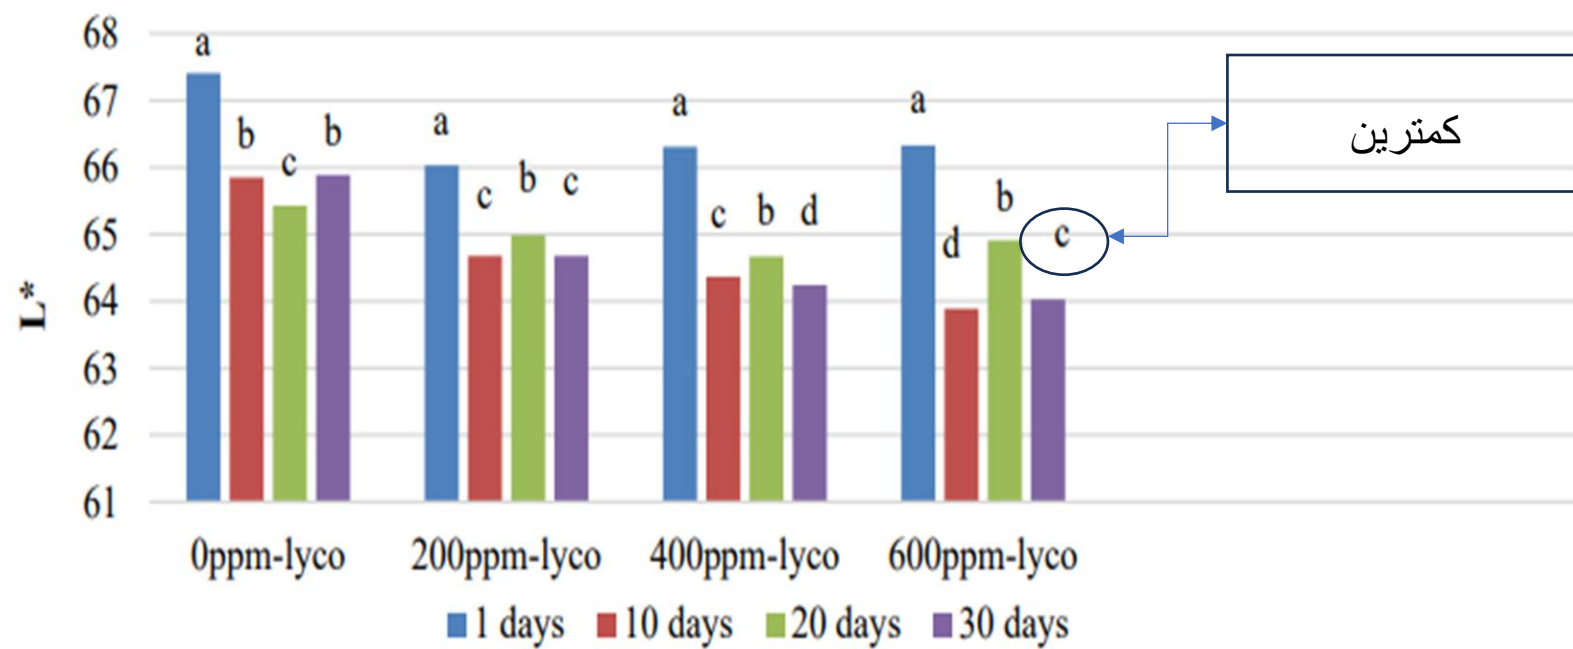 68
67
66
65
64
63
62
61
L*
a
b
c
b
a
c
b
c
a
c
b
d
a
d
b
c
کمترین
0ppm-lyco
200ppm-lyco
400ppm-lyco
600ppm-lyco
1 days
10 days
20 days
30 days